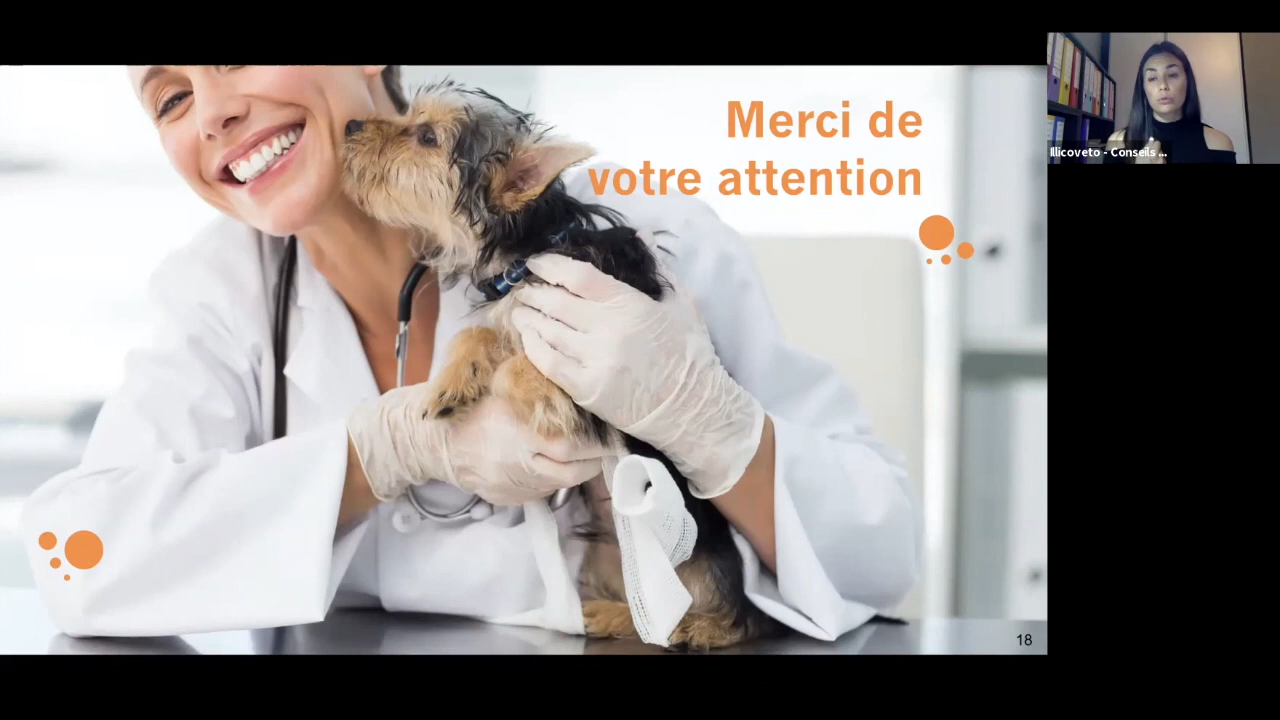 Merci de
votre attention
Illicoveto - Conseils ...
18